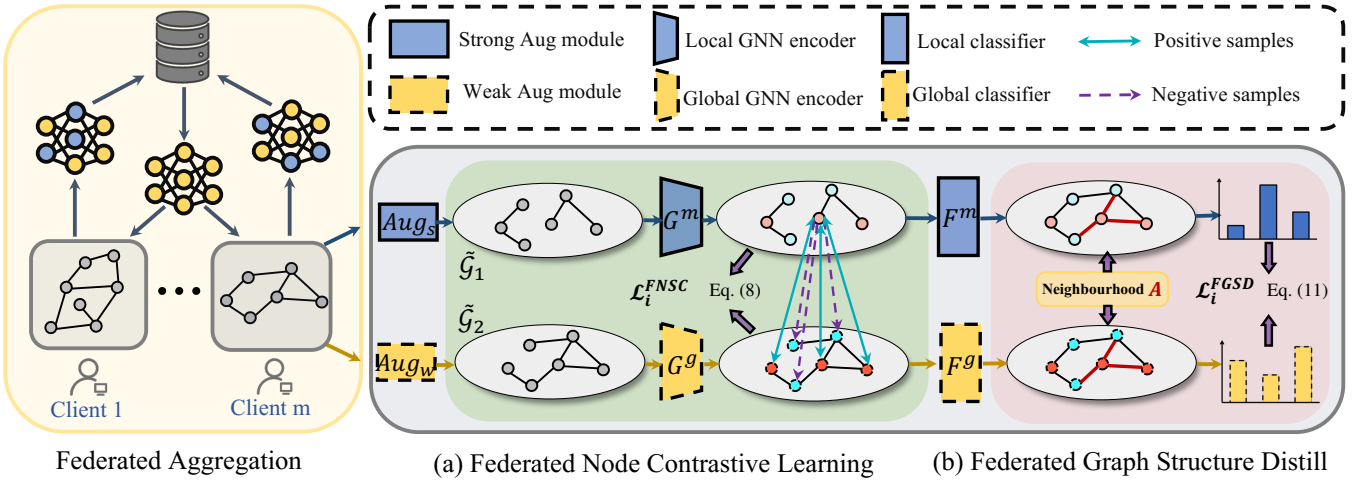 Strong Aug module
Local GNN encoder
Local classifier
Positive samples
Weak Aug module
Global GNN encoder
Global classifier
Negative samples
Client 1
Client m
Federated Aggregation
Aug_s
G̃_1
G^m
F^m
L_i^FNSC
Eq. (8)
Neighbourhood A
L_i^FGSD
Eq. (11)
G̃_2
Aug_w
G^g
F^g
(a) Federated Node Contrastive Learning
(b) Federated Graph Structure Distill